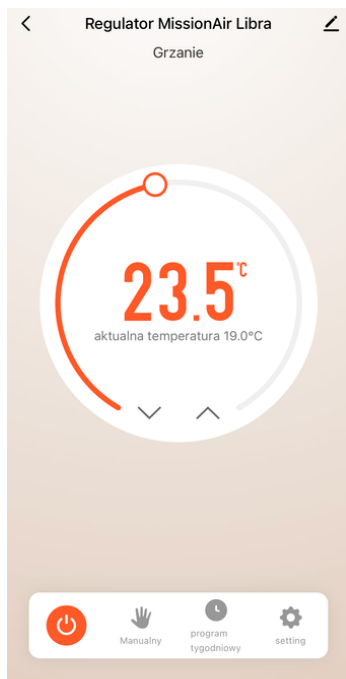 Regulator MissionAir Libra
Grzanie
23.5°C
aktualna temperatura 19.0°C
Manualny
program
tygodniowy
setting